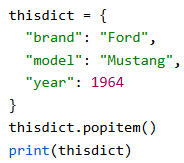 thisdict = {
  "brand": "Ford",
  "model": "Mustang",
  "year": 1964
}
thisdict.popitem()
print(thisdict)